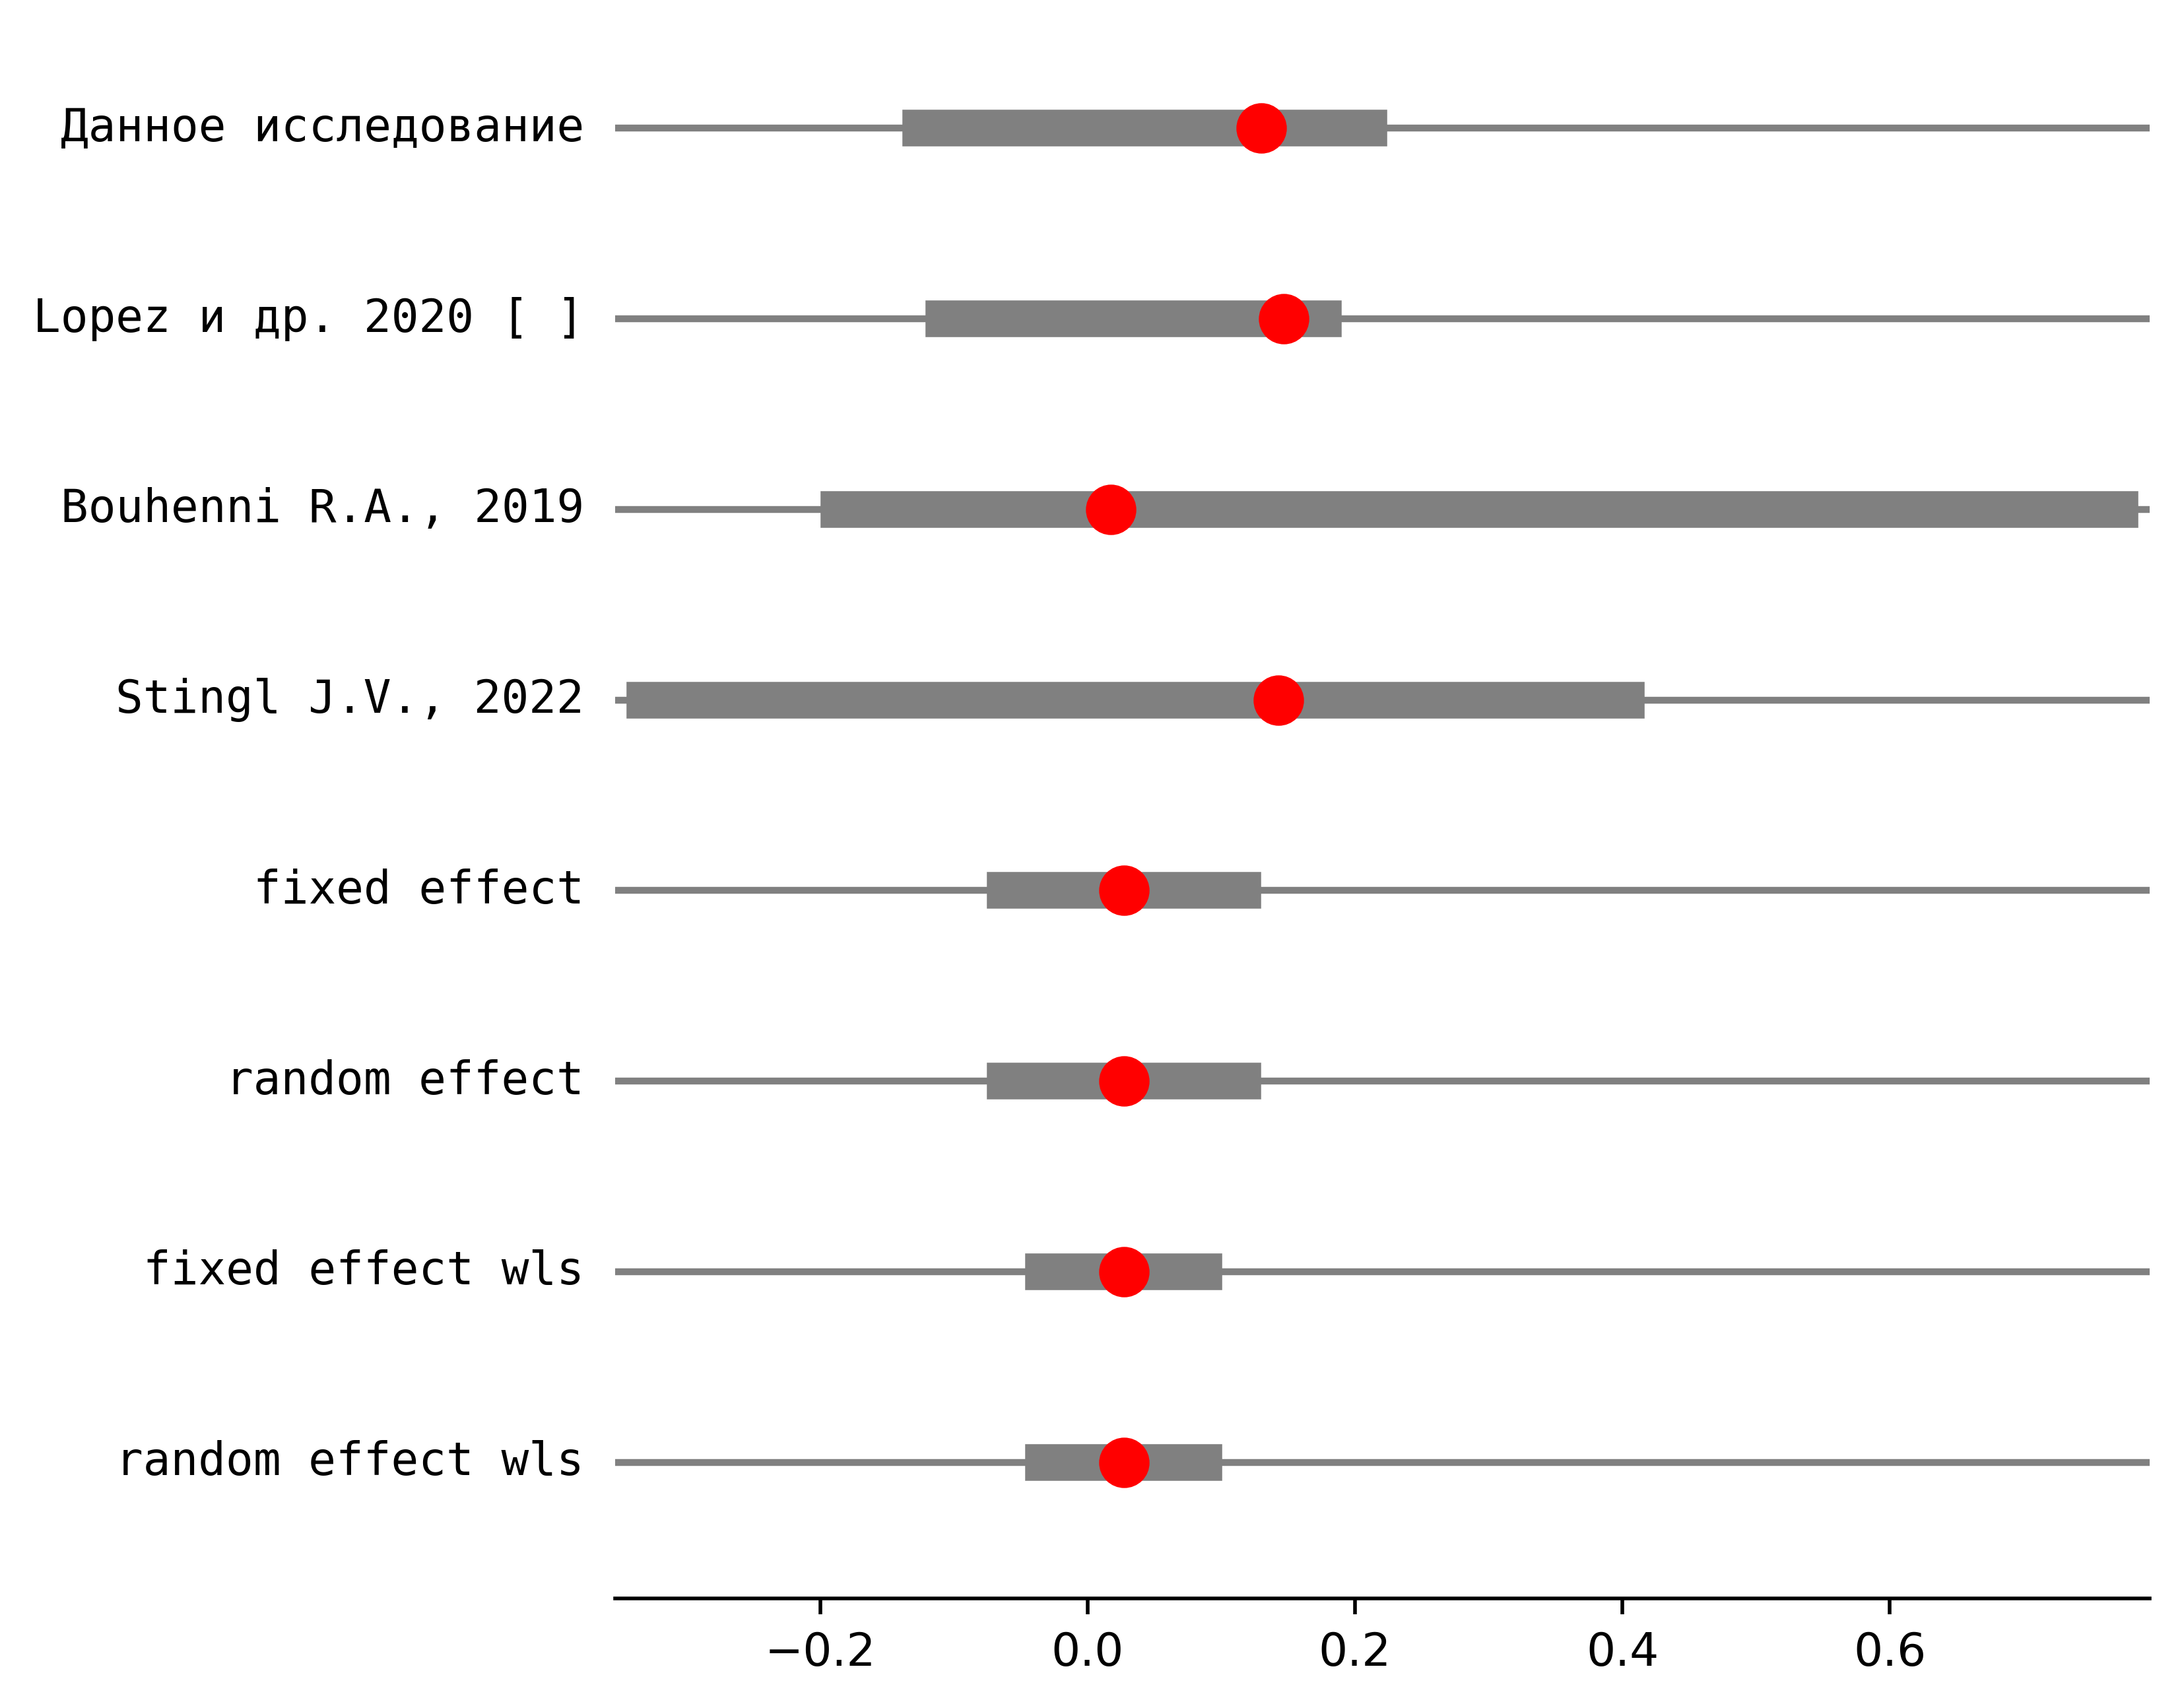 Данное исследование
Lopez и др. 2020 [ ]
Bouhenni R.A., 2019
Stingl J.V., 2022
fixed effect
random effect
fixed effect wls
random effect wls
−0.2 0.0 0.2 0.4 0.6